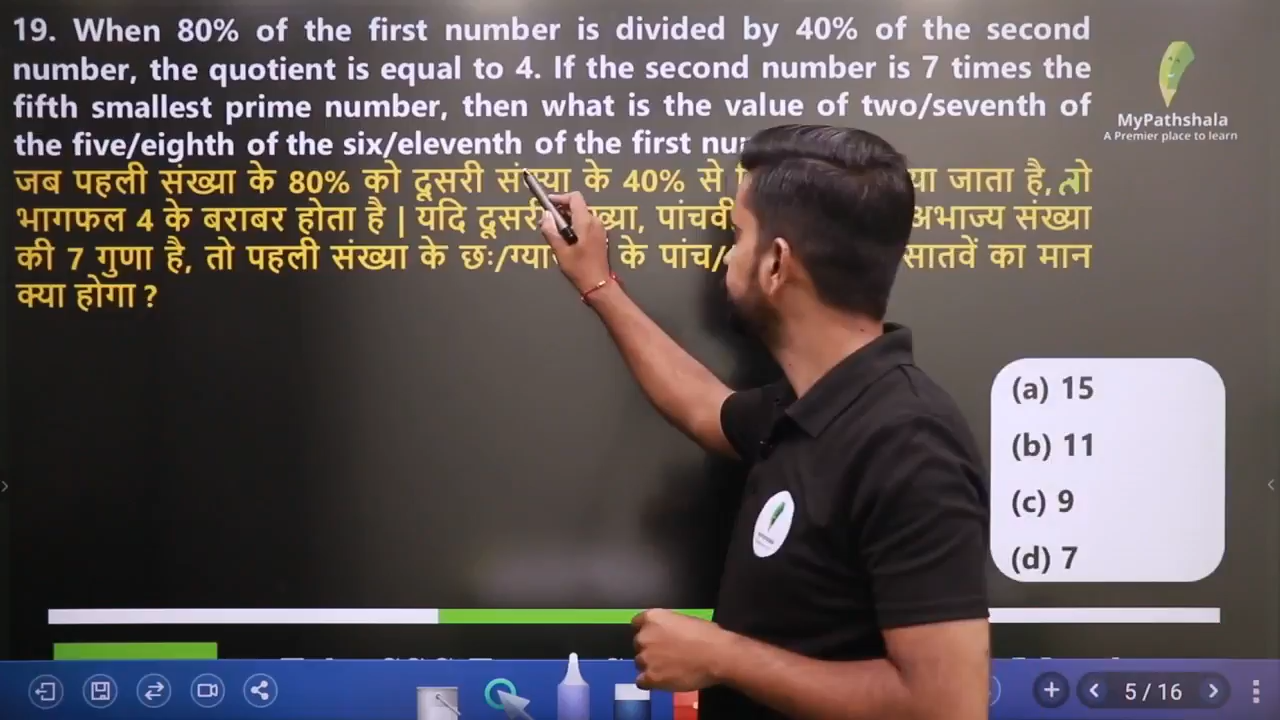 19. When 80% of the first number is divided by 40% of the second
number, the quotient is equal to 4. If the second number is 7 times the
fifth smallest prime number, then what is the value of two/seventh of
the five/eighth of the six/eleventh of the first
जब पहली संख्या के 80% को दूसरी के 40% से जाता है, तो
भागफल 4 के बराबर होता है | यदि अभाज्य संख्या
की 7 गुणा है, तो पहली संख्या के के सातवें का मान
क्या होगा ?
MyPathshala
A Premier place to learn
(a) 15
(b) 11
(c) 9
(d) 7
5 / 16